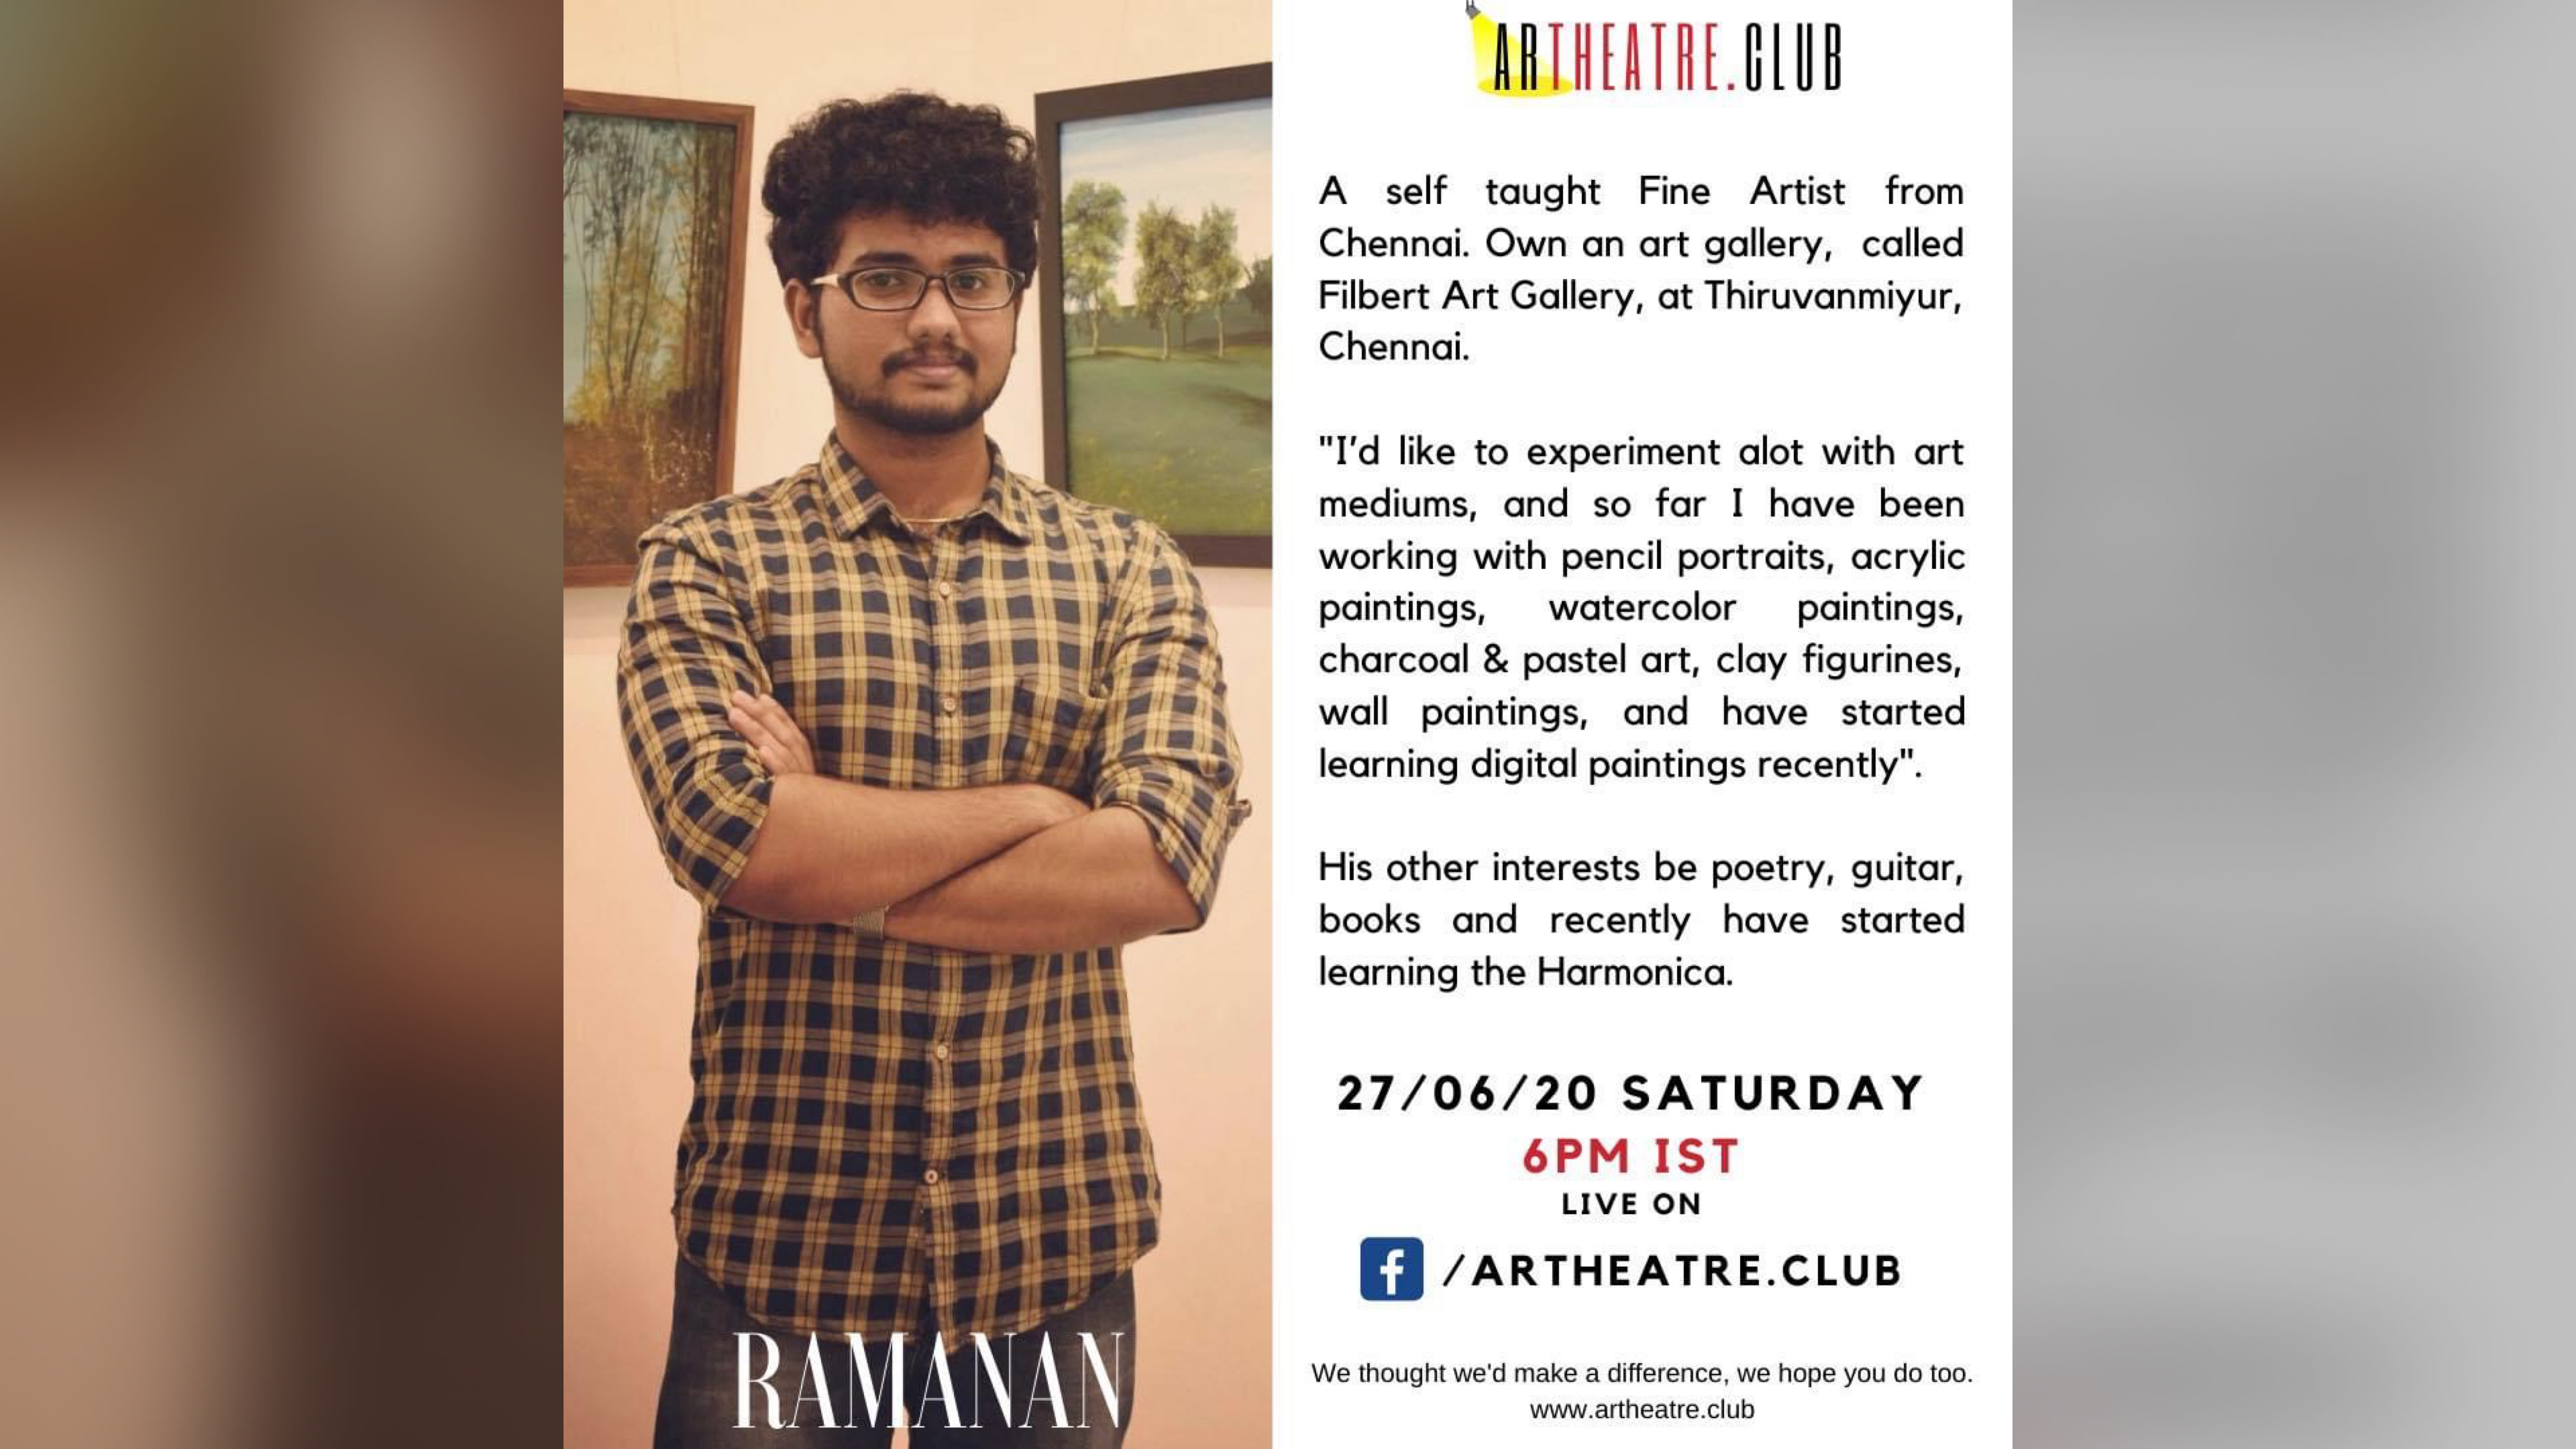 ARTHEATRE.CLUB
A self taught Fine Artist from
Chennai. Own an art gallery, called
Filbert Art Gallery, at Thiruvanmiyur,
Chennai.
"I'd like to experiment alot with art
mediums, and so far I have been
working with pencil portraits, acrylic
paintings, watercolor paintings,
charcoal & pastel art, clay figurines,
wall paintings, and have started
learning digital paintings recently".
His other interests be poetry, guitar,
books and recently have started
learning the Harmonica.
27/06/20 SATURDAY
6PM IST
LIVE ON
f /ARTHEATRE.CLUB
We thought we'd make a difference, we hope you do too.
www.artheatre.club
RAMANAN